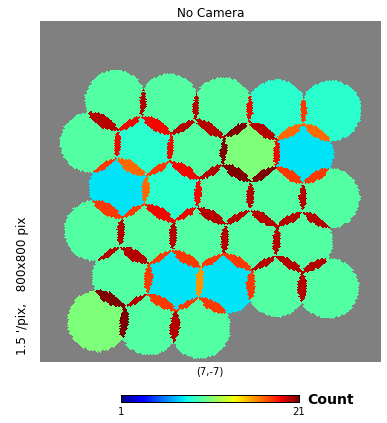 No Camera
1.5 '/pix,    800x800 pix
(7,-7)
Count
1
21